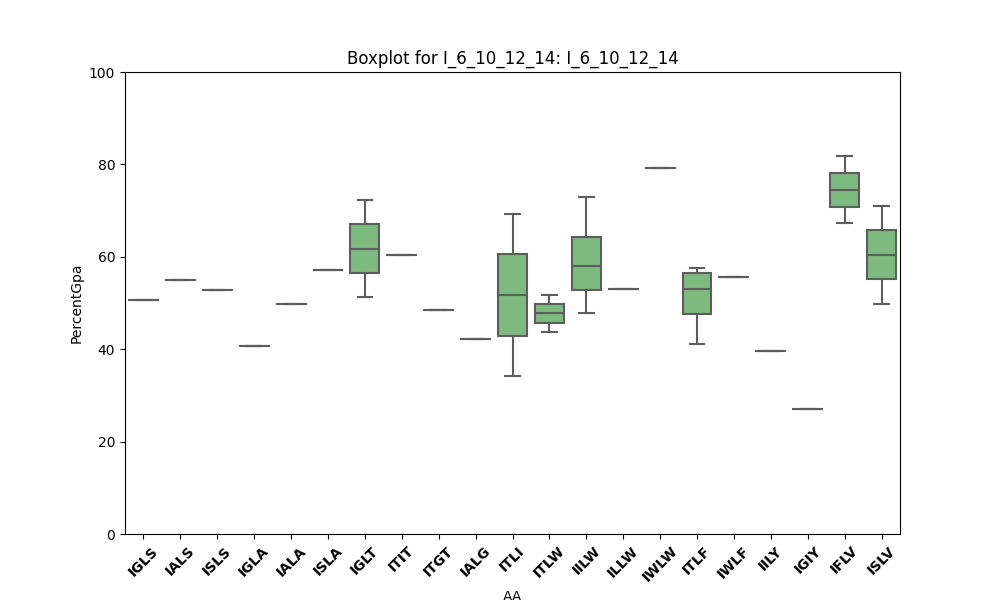 Boxplot for I_6_10_12_14: I_6_10_12_14
PercentGpa
100
80
60
40
20
0
IGLS IALS ISLS IGLA IALA ISLA IGLT ITIT ITGT IALG ITLI ITLW IILW ILLW IWLW ITLF IWLF IILY IGIY IFLV ISLV
AA